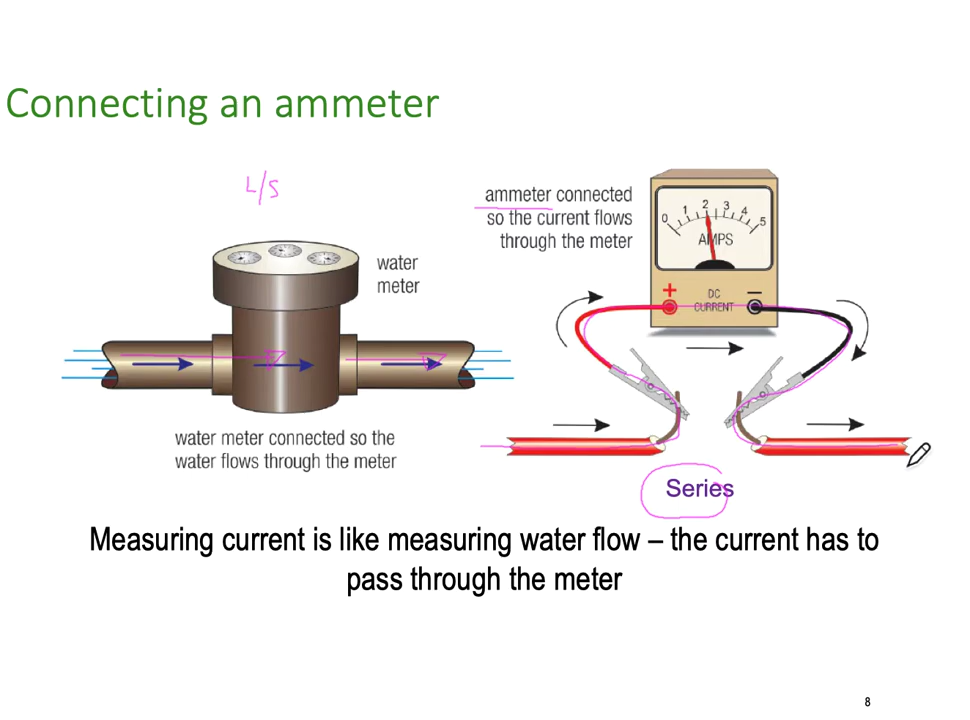 Connecting an ammeter
L/S
water
meter
water meter connected so the
water flows through the meter
ammeter connected
so the current flows
through the meter
0 1 2 3 4 5
AMPS
+ DC –
CURRENT
Series
Measuring current is like measuring water flow – the current has to
pass through the meter
8